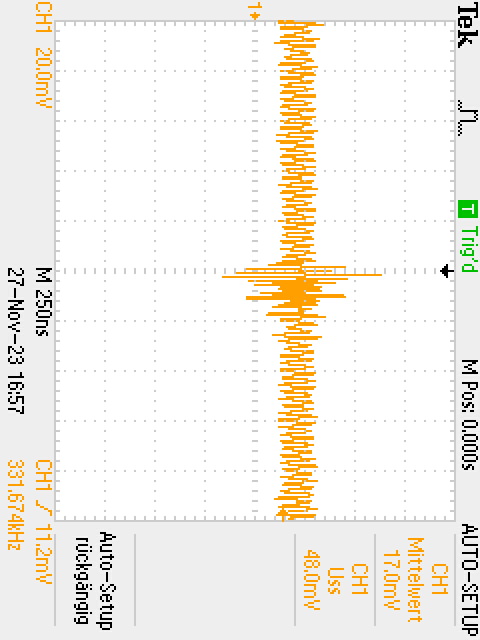 Tek T Trig'd M Pos: 0.000s AUTO-SETUP
CH1
Mittelwert
17.0mV
CH1
Uss
48.0mV
Auto-Setup
rückgängig
1
CH1 20.0mV M 250ns CH1 / 11.2mV
27-Nov-23 16:57 331.674kHz